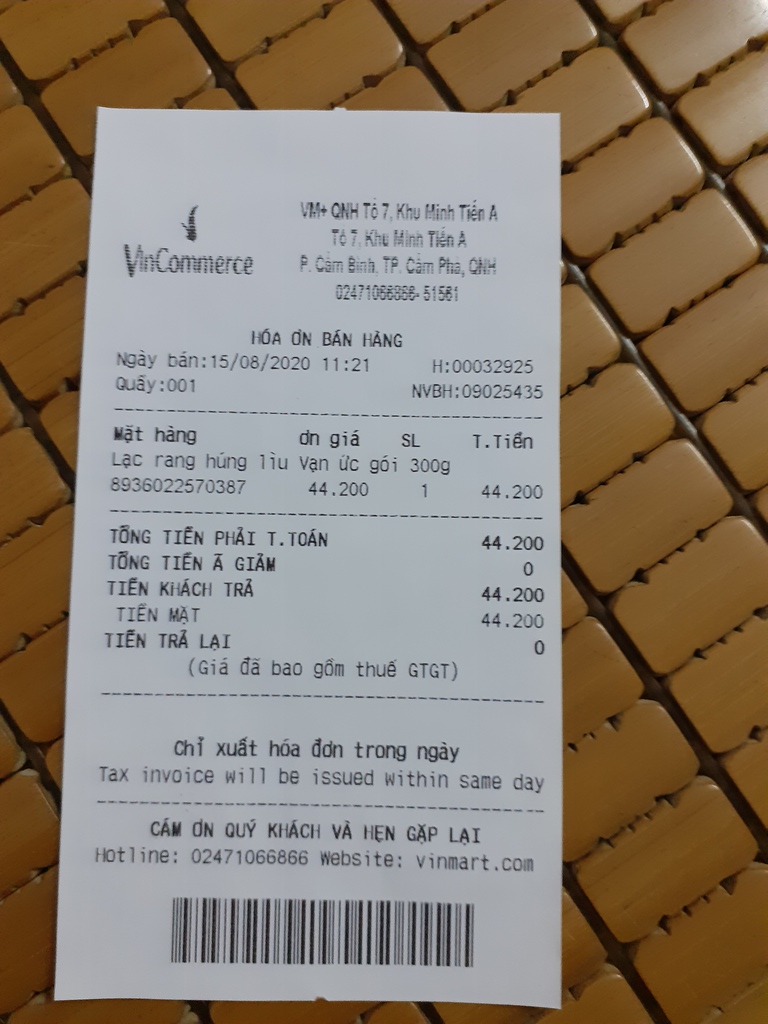 VinCommerce
VM+ QNH Tổ 7, Khu Minh Tiến A
Tổ 7, Khu Minh Tiến A
P. Cẩm Bình, TP. Cẩm Phả, QNH
02471066866- 51561
HÓA ƠN BÁN HÀNG
Ngày bán:15/08/2020 11:21 H:00032925
Quầy:001 NVBH:09025435
Mặt hàng ơn giá SL T.Tiền
Lạc rang húng lìu Vạn ức gói 300g
8936022570387 44.200 1 44.200
TỔNG TIỀN PHẢI T.TOÁN 44.200
TỔNG TIỀN Ã GIẢM 0
TIỀN KHÁCH TRẢ 44.200
TIỀN MẶT 44.200
TIỀN TRẢ LẠI 0
(Giá đã bao gồm thuế GTGT)
Chỉ xuất hóa đơn trong ngày
Tax invoice will be issued within same day
CẢM ƠN QUÝ KHÁCH VÀ HẸN GẶP LẠI
Hotline: 02471066866 Website: vinmart.com